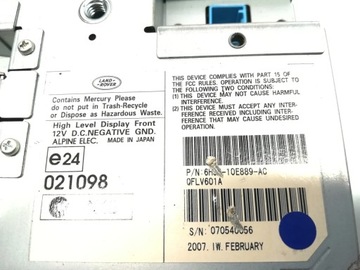 LAND
ROVER
Contains Mercury Please
do not put in Trash-Recycle
or Dispose as Hazardous Waste.
High Level Display Front
12V D.C.NEGATIVE GND.
ALPINE ELEC. MADE IN JAPAN
e24
021098
THIS DEVICE COMPLIES WITH PART 15 OF
THE FCC RULES, OPERATION IS SUBJECT TO
THE FOLLOWING TWO CONDITIONS:
(1) THIS DEVICE MAY NOT CAUSE HARMFUL
INTERFERENCE.
(2) THIS DEVICE MUST ACCEPT ANY INTER-
FERENCE RECEIVED INCLUDING INTER-
FERENCE THAT MAY CAUSE UNDESIRED
OPERATION.
-10E889-AC
0FLV601A
S/N: 070540056
2007. IW. FEBRUARY